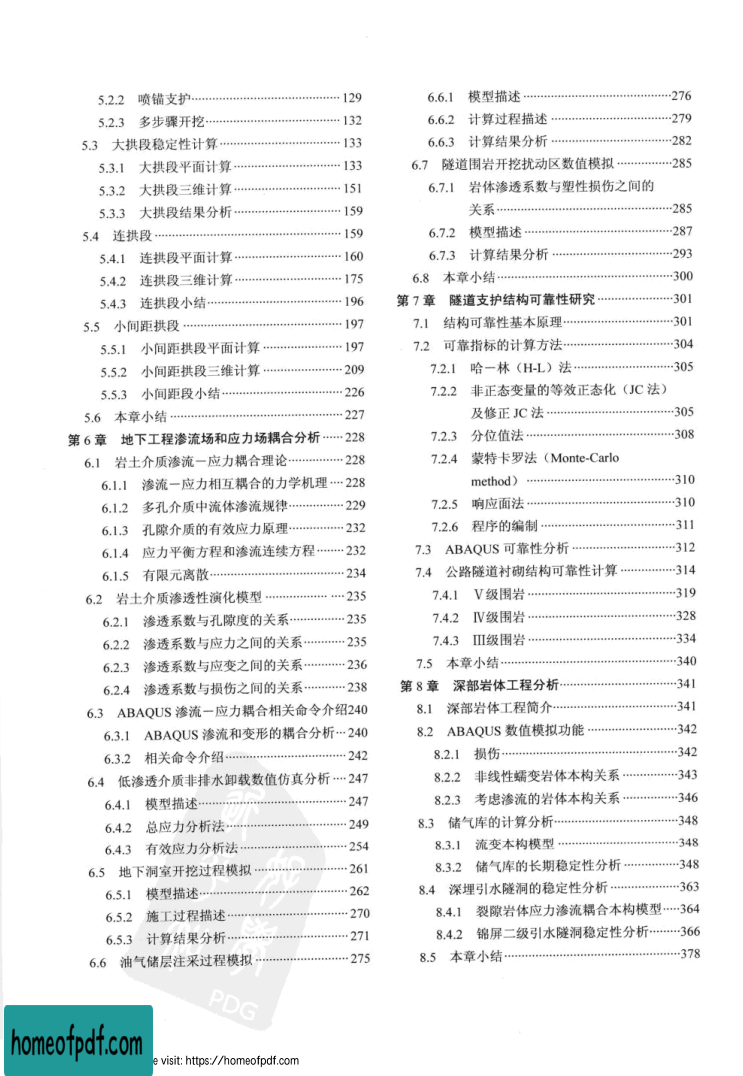 5.2.2 喷锚支护 129
5.2.3 多步骤开挖 132
5.3 大拱段稳定性计算 133
5.3.1 大拱段平面计算 133
5.3.2 大拱段三维计算 151
5.3.3 大拱段结果分析 159
5.4 连拱段 159
5.4.1 连拱段平面计算 160
5.4.2 连拱段三维计算 175
5.4.3 连拱段小结 196
5.5 小间距拱段 197
5.5.1 小间距拱段平面计算 197
5.5.2 小间距拱段三维计算 209
5.5.3 小间距段小结 226
5.6 本章小结 227
第 6 章 地下工程渗流场和应力场耦合分析 228
6.1 岩土介质渗流－应力耦合理论 228
6.1.1 渗流－应力相互耦合的力学机理 228
6.1.2 多孔介质中流体渗流规律 229
6.1.3 孔隙介质的有效应力原理 232
6.1.4 应力平衡方程和渗流连续方程 232
6.1.5 有限元离散 234
6.2 岩土介质渗透性演化模型 235
6.2.1 渗透系数与孔隙度的关系 235
6.2.2 渗透系数与应力之间的关系 235
6.2.3 渗透系数与应变之间的关系 236
6.2.4 渗透系数与损伤之间的关系 238
6.3 ABAQUS 渗流－应力耦合相关命令介绍240
6.3.1 ABAQUS 渗流和变形的耦合分析 240
6.3.2 相关命令介绍 242
6.4 低渗透介质非排水卸载数值仿真分析 247
6.4.1 模型描述 247
6.4.2 总应力分析法 249
6.4.3 有效应力分析法 254
6.5 地下洞室开挖过程模拟 261
6.5.1 模型描述 262
6.5.2 施工过程描述 270
6.5.3 计算结果分析 271
6.6 油气储层注采过程模拟 275
6.6.1 模型描述 276
6.6.2 计算过程描述 279
6.6.3 计算结果分析 282
6.7 隧道围岩开挖扰动区数值模拟 285
6.7.1 岩体渗透系数与塑性损伤之间的
关系 285
6.7.2 模型描述 287
6.7.3 计算结果分析 293
6.8 本章小结 300
第 7 章 隧道支护结构可靠性研究 301
7.1 结构可靠性基本原理 301
7.2 可靠指标的计算方法 304
7.2.1 哈－林（H-L）法 305
7.2.2 非正态变量的等效正态化（JC 法）
及修正 JC 法 305
7.2.3 分位值法 308
7.2.4 蒙特卡罗法（Monte-Carlo
method） 310
7.2.5 响应面法 310
7.2.6 程序的编制 311
7.3 ABAQUS 可靠性分析 312
7.4 公路隧道衬砌结构可靠性计算 314
7.4.1 Ⅴ级围岩 319
7.4.2 Ⅳ级围岩 328
7.4.3 Ⅲ级围岩 334
7.5 本章小结 340
第 8 章 深部岩体工程分析 341
8.1 深部岩体工程简介 341
8.2 ABAQUS 数值模拟功能 342
8.2.1 损伤 342
8.2.2 非线性蠕变岩体本构关系 343
8.2.3 考虑渗流的岩体本构关系 346
8.3 储气库的计算分析 348
8.3.1 流变本构模型 348
8.3.2 储气库的长期稳定性分析 348
8.4 深埋引水隧洞的稳定性分析 363
8.4.1 裂隙岩体应力渗流耦合本构模型 364
8.4.2 锦屏二级引水隧洞稳定性分析 366
8.5 本章小结 378
PDG
homeofpdf.com
e visit: https://homeofpdf.com